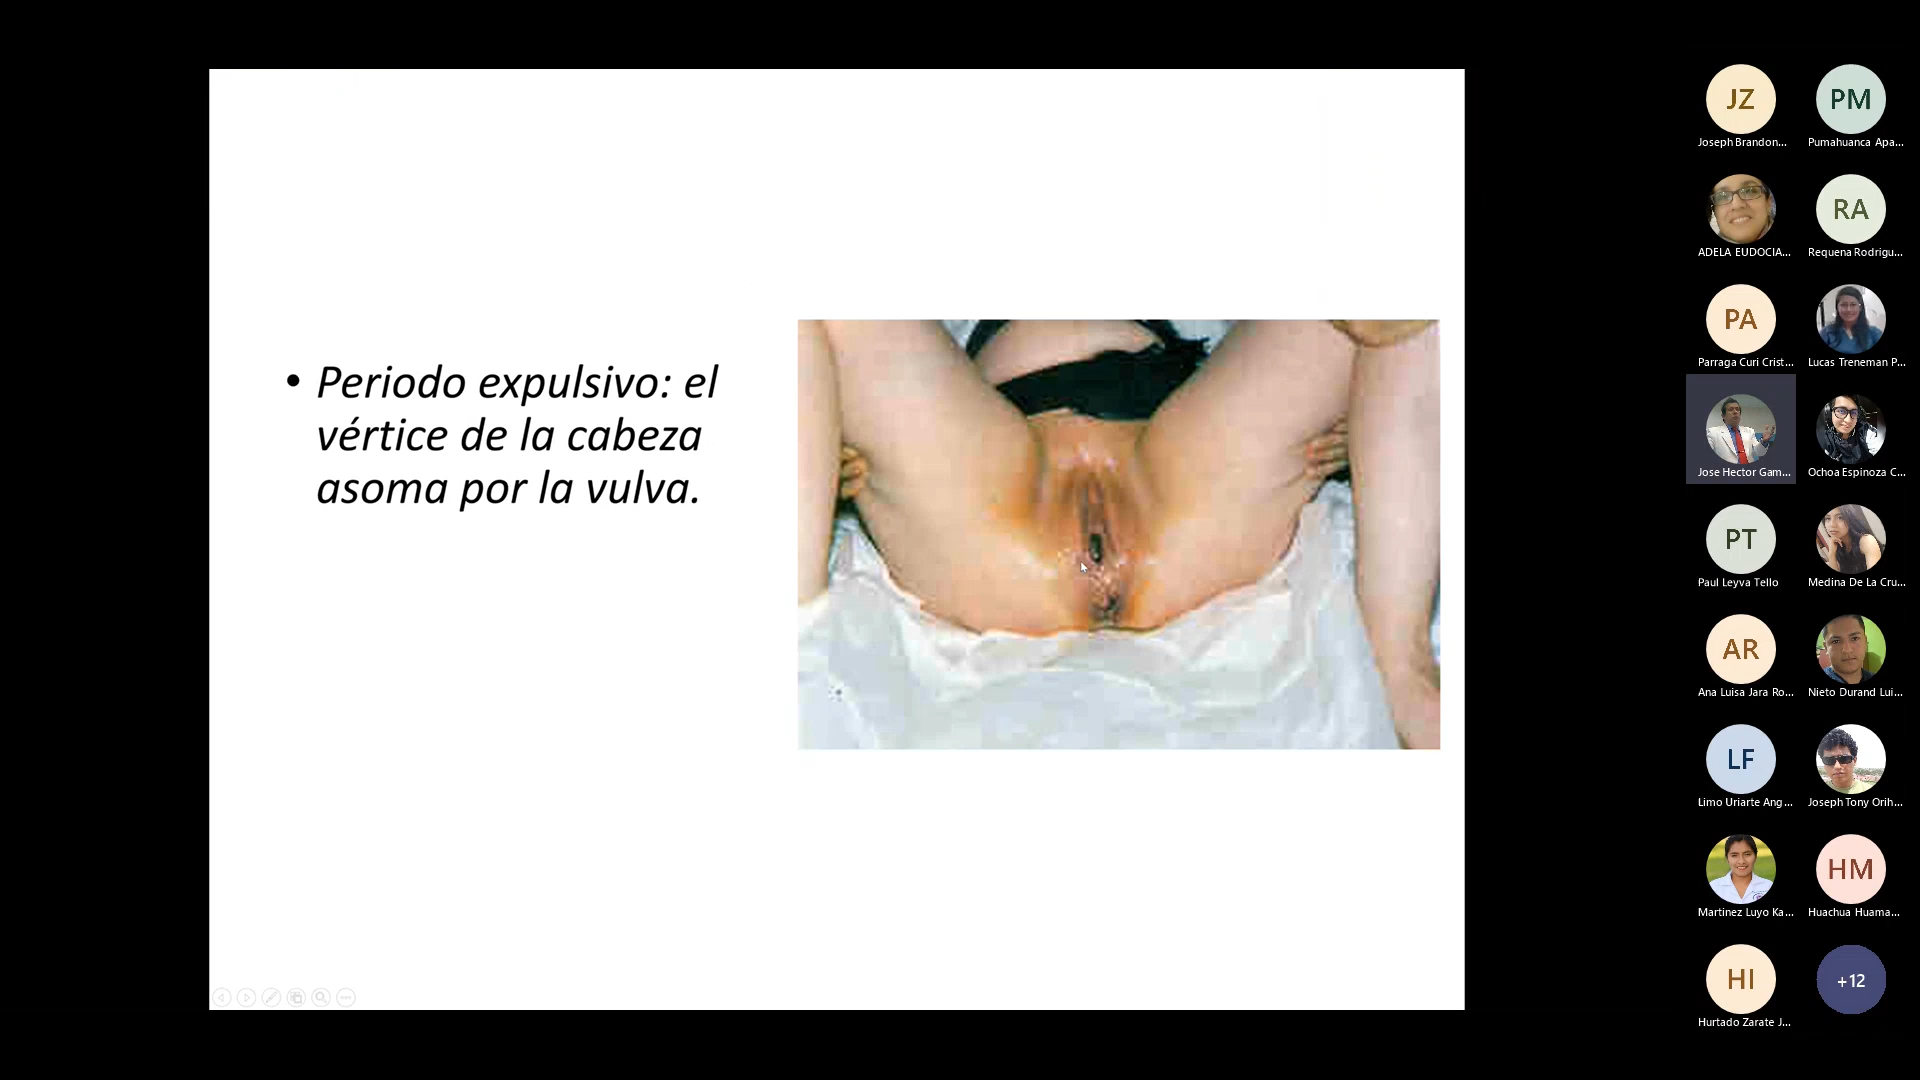 • Periodo expulsivo: el
vértice de la cabeza
asoma por la vulva.
JZ
Joseph Brandon...
PM
Pumahuanca Apa...
ADELA EUDOCIA...
RA
Requena Rodrigu...
PA
Parraga Curi Crist...
Lucas Treneman P...
Jose Hector Gam...
Ochoa Espinoza C...
PT
Paul Leyva Tello
Medina De La Cru...
AR
Ana Luisa Jara Ro...
Nieto Durand Lui...
LF
Limo Uriarte Ang...
Joseph Tony Orih...
Martinez Luyo Ka...
HM
Huachua Huama...
HI
Hurtado Zarate J...
+12